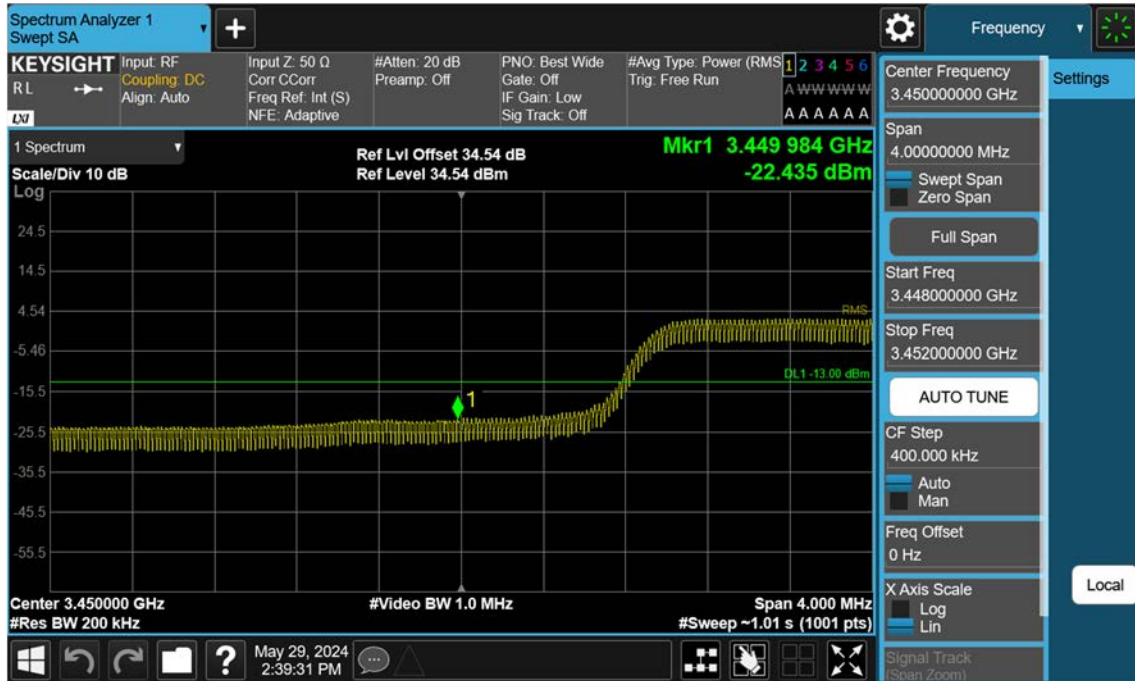 Spectrum Analyzer 1
Swept SA
Frequency
KEYSIGHT
R L
LXI
Input: RF
Coupling: DC
Align: Auto
Input Z: 50 Ω
Corr CCorr
Freq Ref: Int (S)
NFE: Adaptive
#Atten: 20 dB
Preamp: Off
PNO: Best Wide
Gate: Off
IF Gain: Low
Sig Track: Off
#Avg Type: Power (RMS
Trig: Free Run
1 2 3 4 5 6
A W W W W W
A A A A A A
1 Spectrum
Scale/Div 10 dB
Log
Ref Lvl Offset 34.54 dB
Ref Level 34.54 dBm
Mkr1 3.449 984 GHz
-22.435 dBm
24.5
14.5
4.54
-5.46
-15.5
-25.5
-35.5
-45.5
-55.5
RMS
DL1 -13.00 dBm
1
Center 3.450000 GHz
#Res BW 200 kHz
#Video BW 1.0 MHz
Span 4.000 MHz
#Sweep ~1.01 s (1001 pts)
May 29, 2024
2:39:31 PM
Center Frequency
3.450000000 GHz
Span
4.00000000 MHz
Swept Span
Zero Span
Full Span
Start Freq
3.448000000 GHz
Stop Freq
3.452000000 GHz
AUTO TUNE
CF Step
400.000 kHz
Auto
Man
Freq Offset
0 Hz
X Axis Scale
Log
Lin
Signal Track
(Span Zoom)
Settings
Local